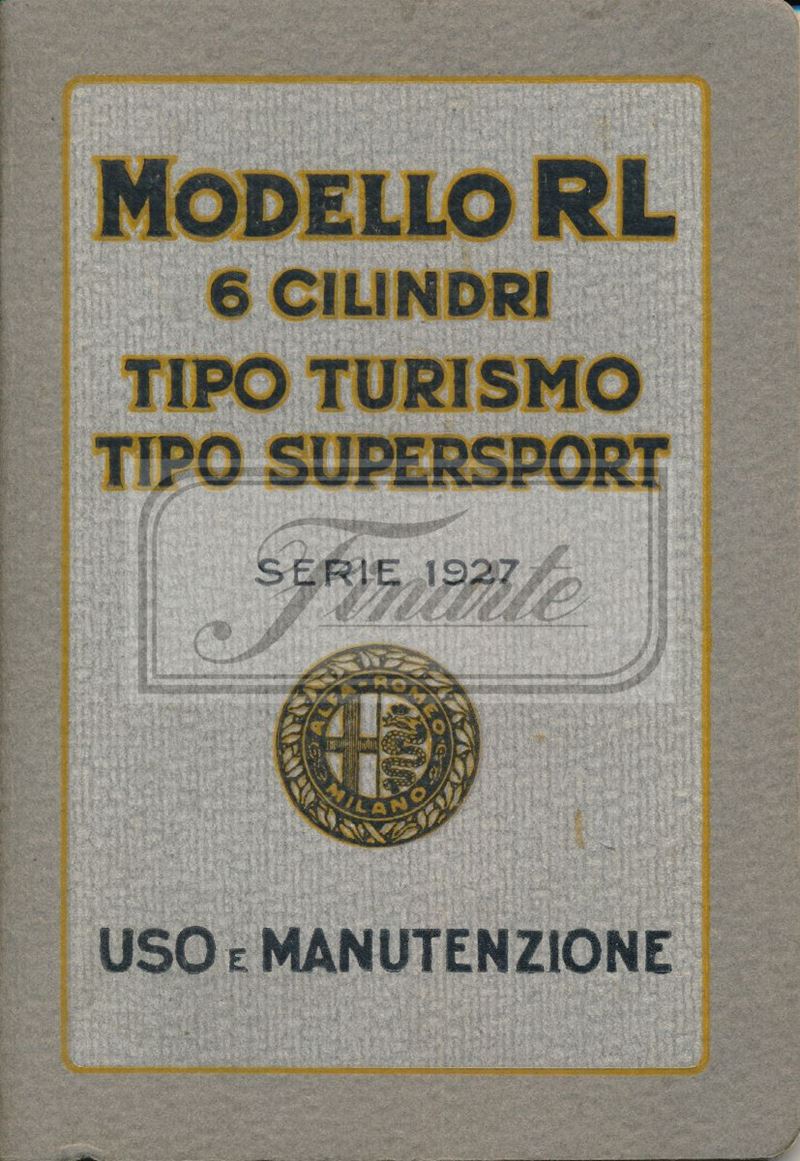 MODELLO RL
6 CILINDRI
TIPO TURISMO
TIPO SUPERSPORT
SERIE 1927
Finarte
ALFA-ROMEO
MILANO
USO E MANUTENZIONE